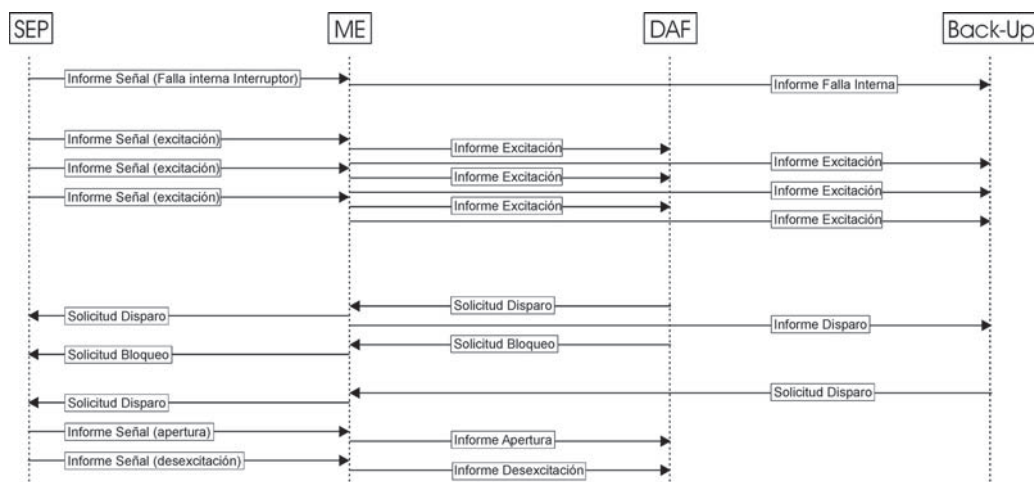 SEP ME DAF Back-Up
Informe Señal (Falla interna Interruptor)
Informe Falla Interna
Informe Señal (excitación)
Informe Excitación
Informe Excitación
Informe Señal (excitación)
Informe Excitación
Informe Excitación
Informe Señal (excitación)
Informe Excitación
Informe Excitación
Solicitud Disparo
Solicitud Disparo
Informe Disparo
Solicitud Bloqueo
Solicitud Bloqueo
Solicitud Disparo
Solicitud Disparo
Informe Señal (apertura)
Informe Apertura
Informe Señal (desexcitación)
Informe Desexcitación